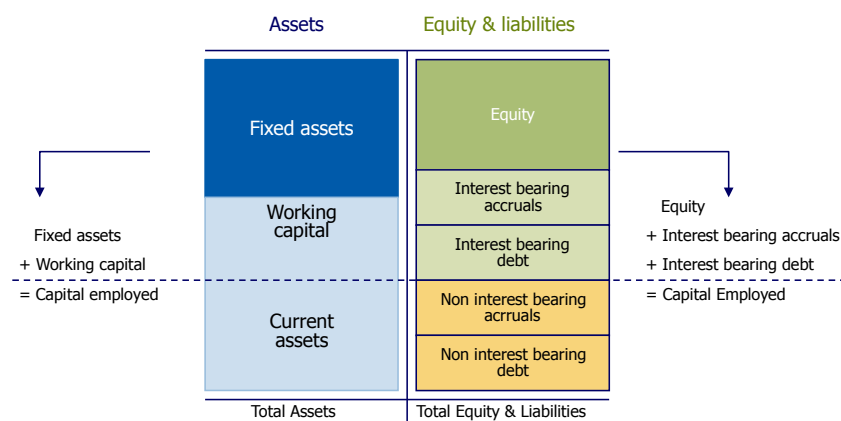 Assets
Equity & liabilities
Fixed assets
Equity
Working
capital
Interest bearing
accruals
Interest bearing
debt
Current
assets
Non interest bearing
accruals
Non interest bearing
debt
Total Assets
Total Equity & Liabilities
Fixed assets
+ Working capital
= Capital employed
Equity
+ Interest bearing accruals
+ Interest bearing debt
= Capital Employed